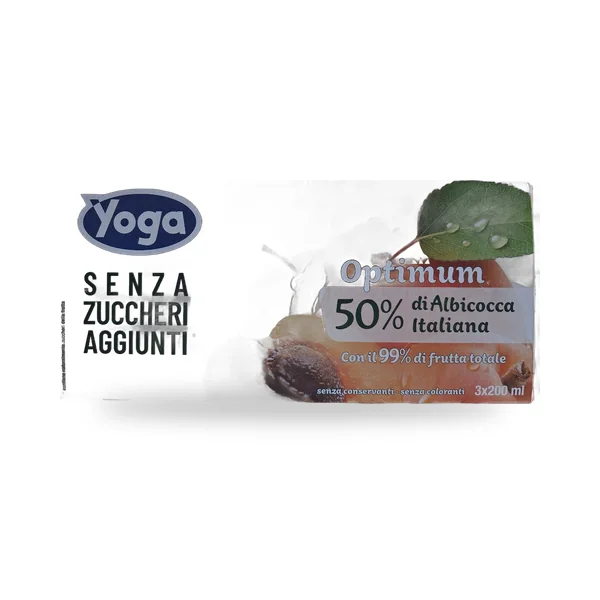 Yoga
SENZA
ZUCCHERI
AGGIUNTI
Optimum
50% di Albicocca
Italiana
Con il 99% di frutta totale
senza conservanti senza coloranti 3x200 ml